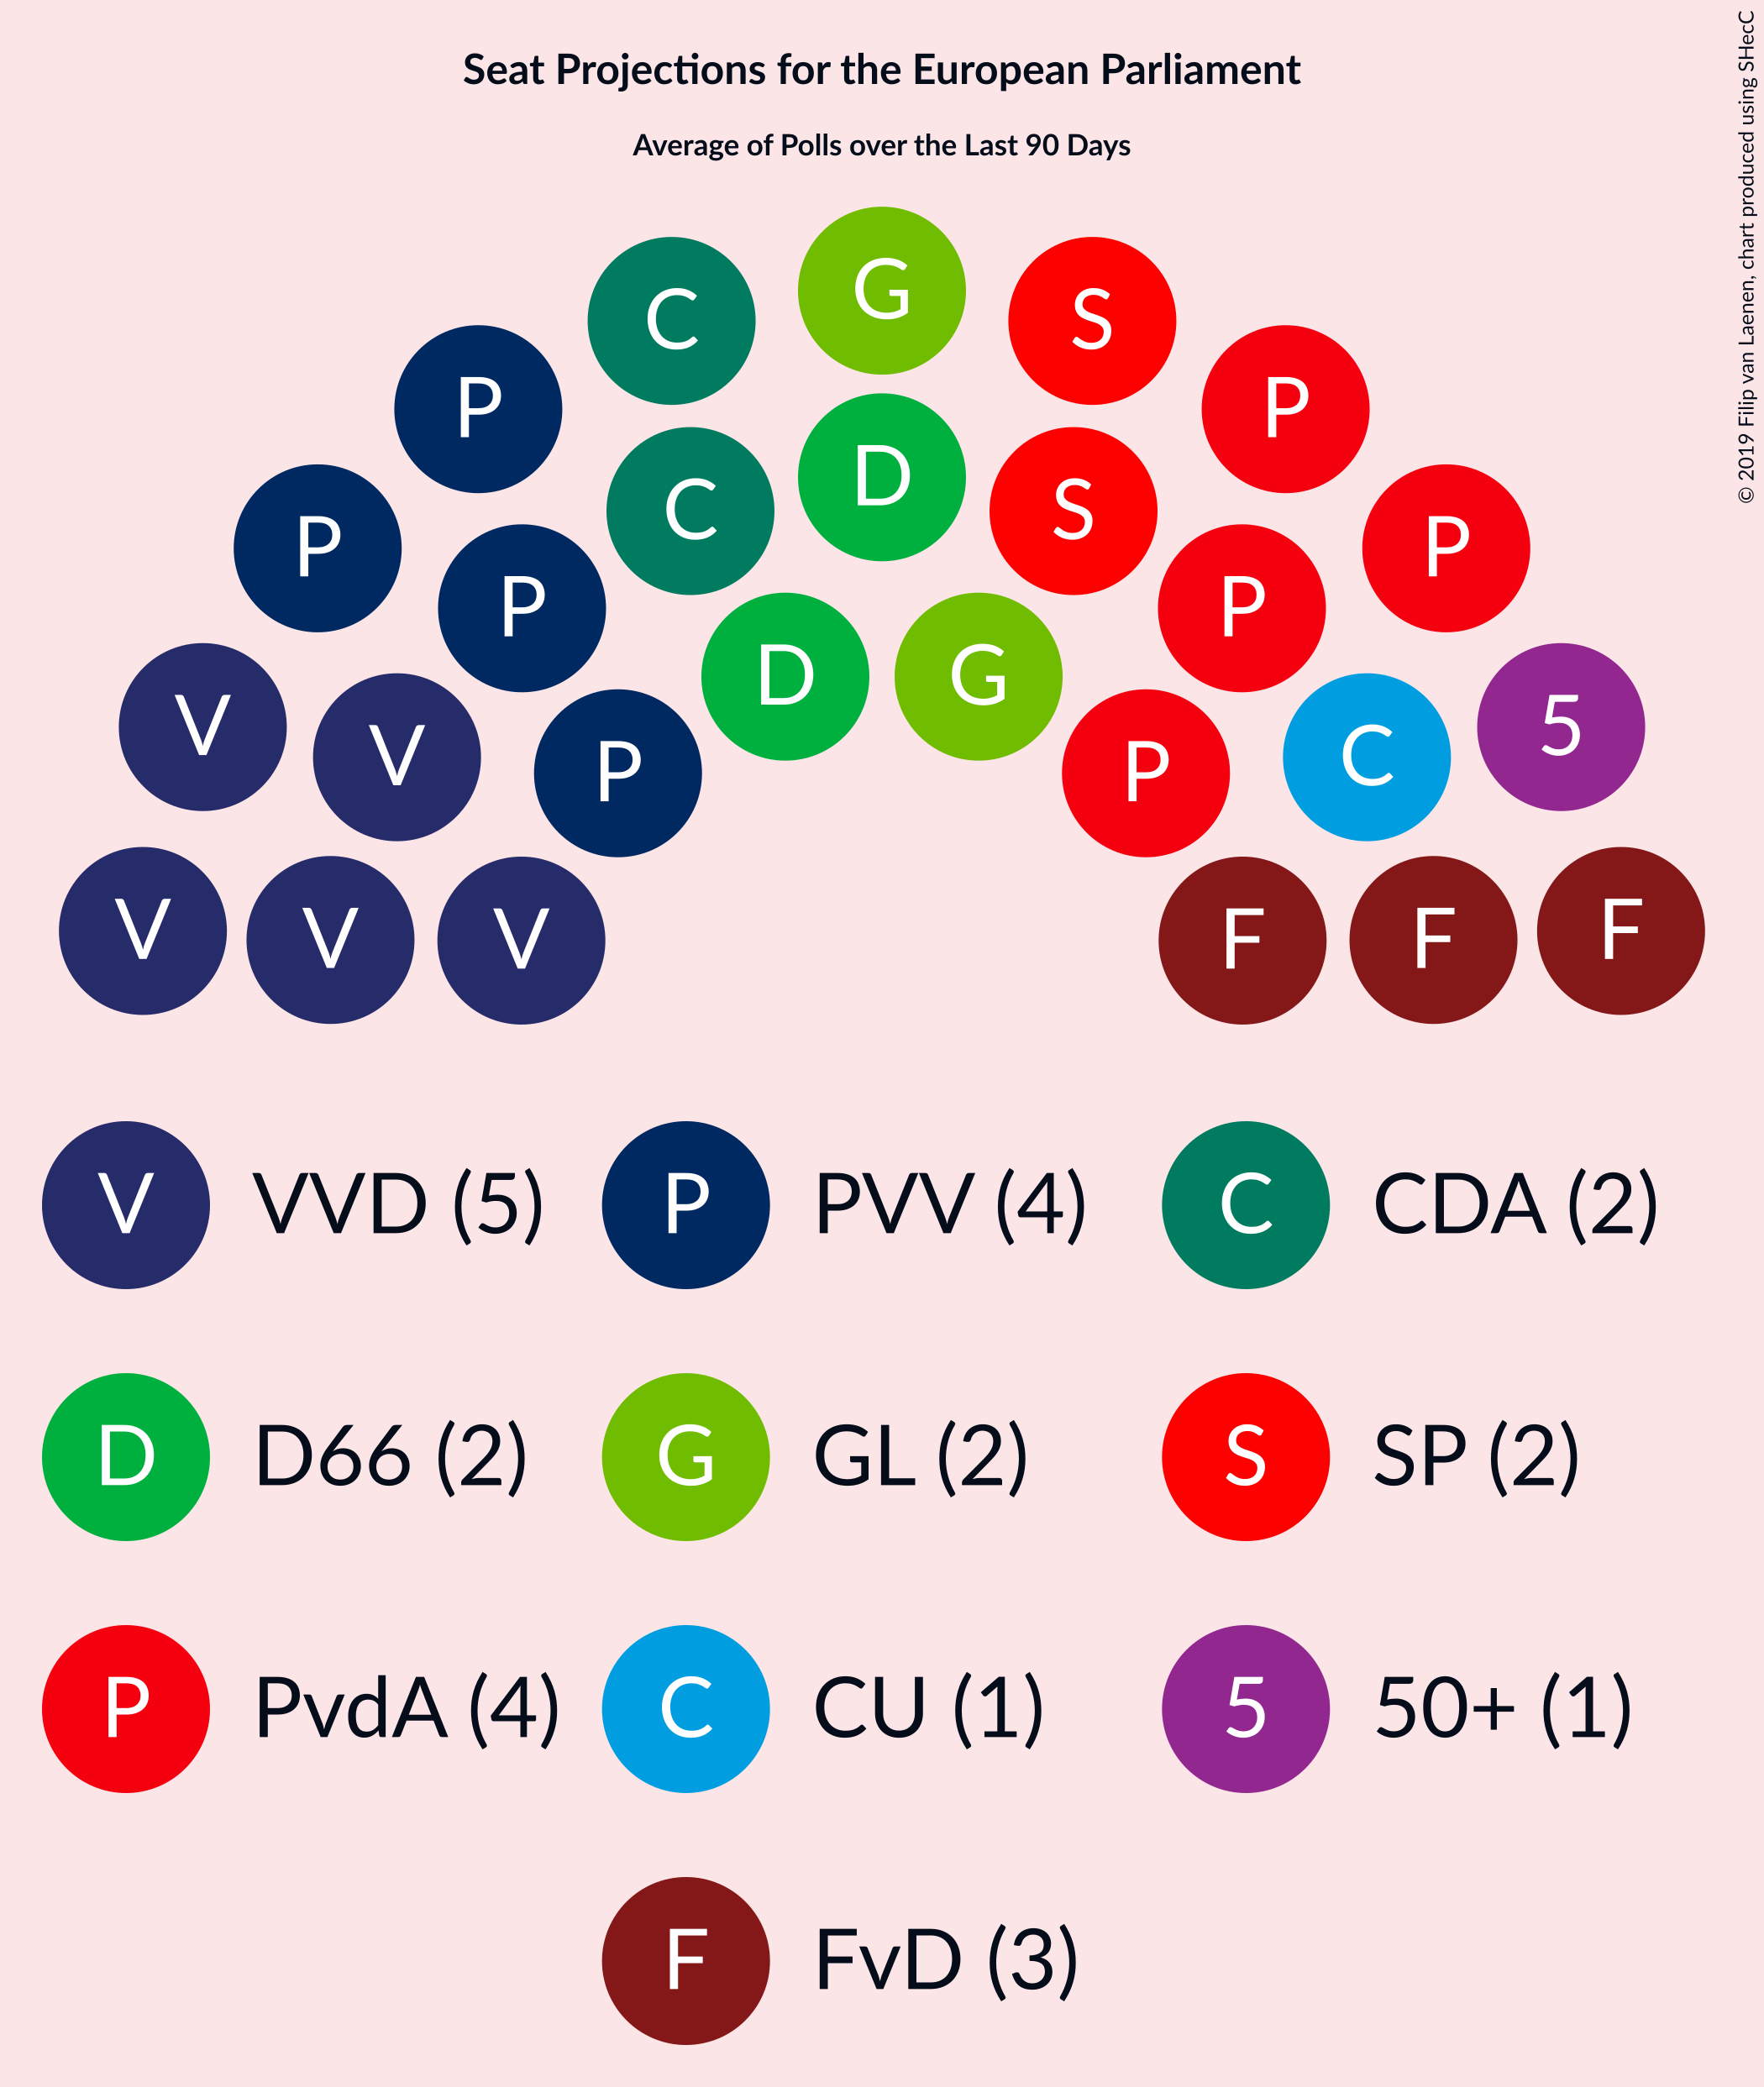 Seat Projections for the European Parliament
Average of Polls over the Last 90 Days
© 2019 Filip van Laenen, chart produced using SHecC
G
C S
P P
D
C S
P P
P P
D G
V 5
V C
P P
V F
V V F F
V VVD (5) P PVV (4) C CDA (2)
D D66 (2) G GL (2) S SP (2)
P PvdA (4) C CU (1) 5 50+ (1)
F FvD (3)